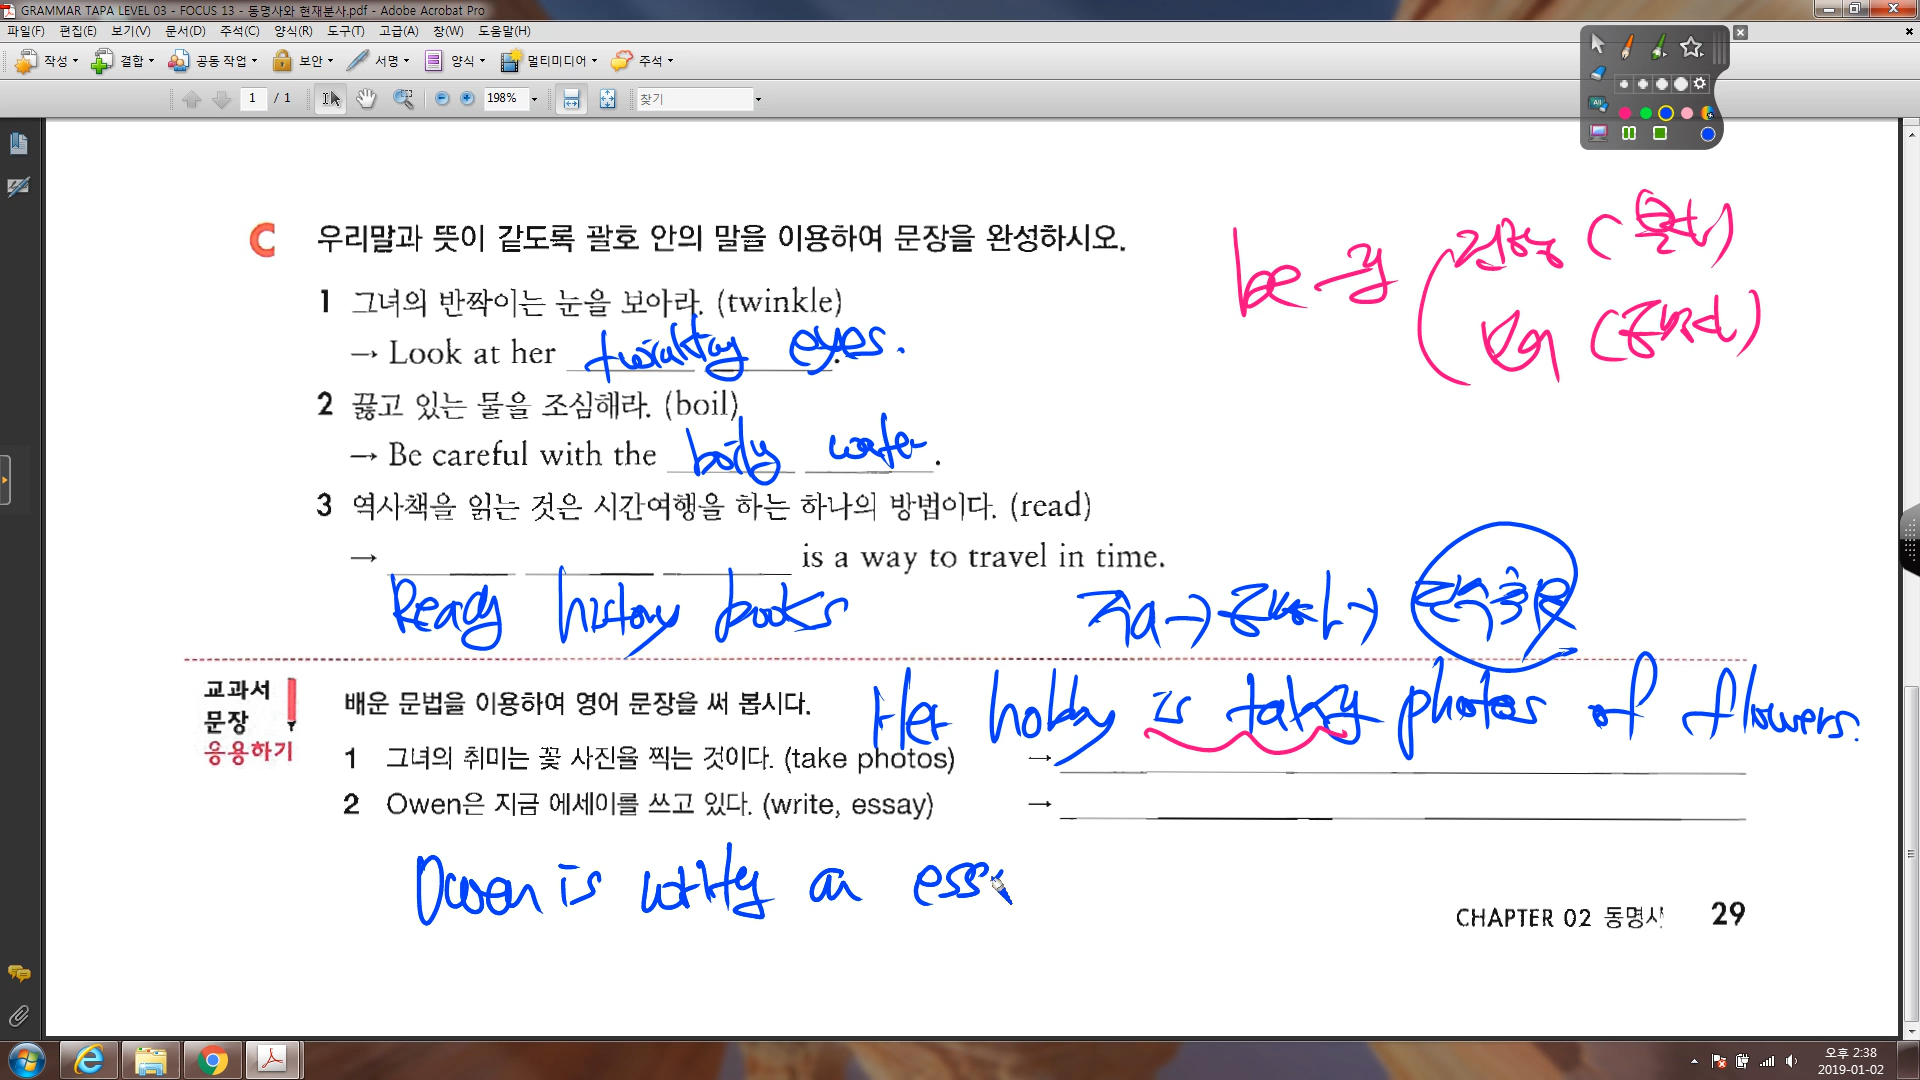 GRAMMAR TAPA LEVEL 03 - FOCUS 13 - 동명사와 현재분사.pdf - Adobe Acrobat Pro
파일(F) 편집(E) 보기(V) 문서(D) 주석(C) 양식(R) 도구(T) 고급(A) 창(W) 도움말(H)
작성 결합 공동 작업 보안 서명 양식 멀티미디어 주석
1 / 1 198% 찾기
All
C 우리말과 뜻이 같도록 괄호 안의 말을 이용하여 문장을 완성하시오.
be -ing
1 그녀의 반짝이는 눈을 보아라. (twinkle)
→ Look at her twinkling eyes.
2 끓고 있는 물을 조심해라. (boil)
→ Be careful with the boiling water.
3 역사책을 읽는 것은 시간여행을 하는 하나의 방법이다. (read)
→ is a way to travel in time.
Reading history books
교과서
문장
응용하기
배운 문법을 이용하여 영어 문장을 써 봅시다.
Her hobby is taking photos of flowers.
1 그녀의 취미는 꽃 사진을 찍는 것이다. (take photos) →
2 Owen은 지금 에세이를 쓰고 있다. (write, essay) →
Owen is writing an ess
CHAPTER 02 동명사 29
오후 2:38
2019-01-02